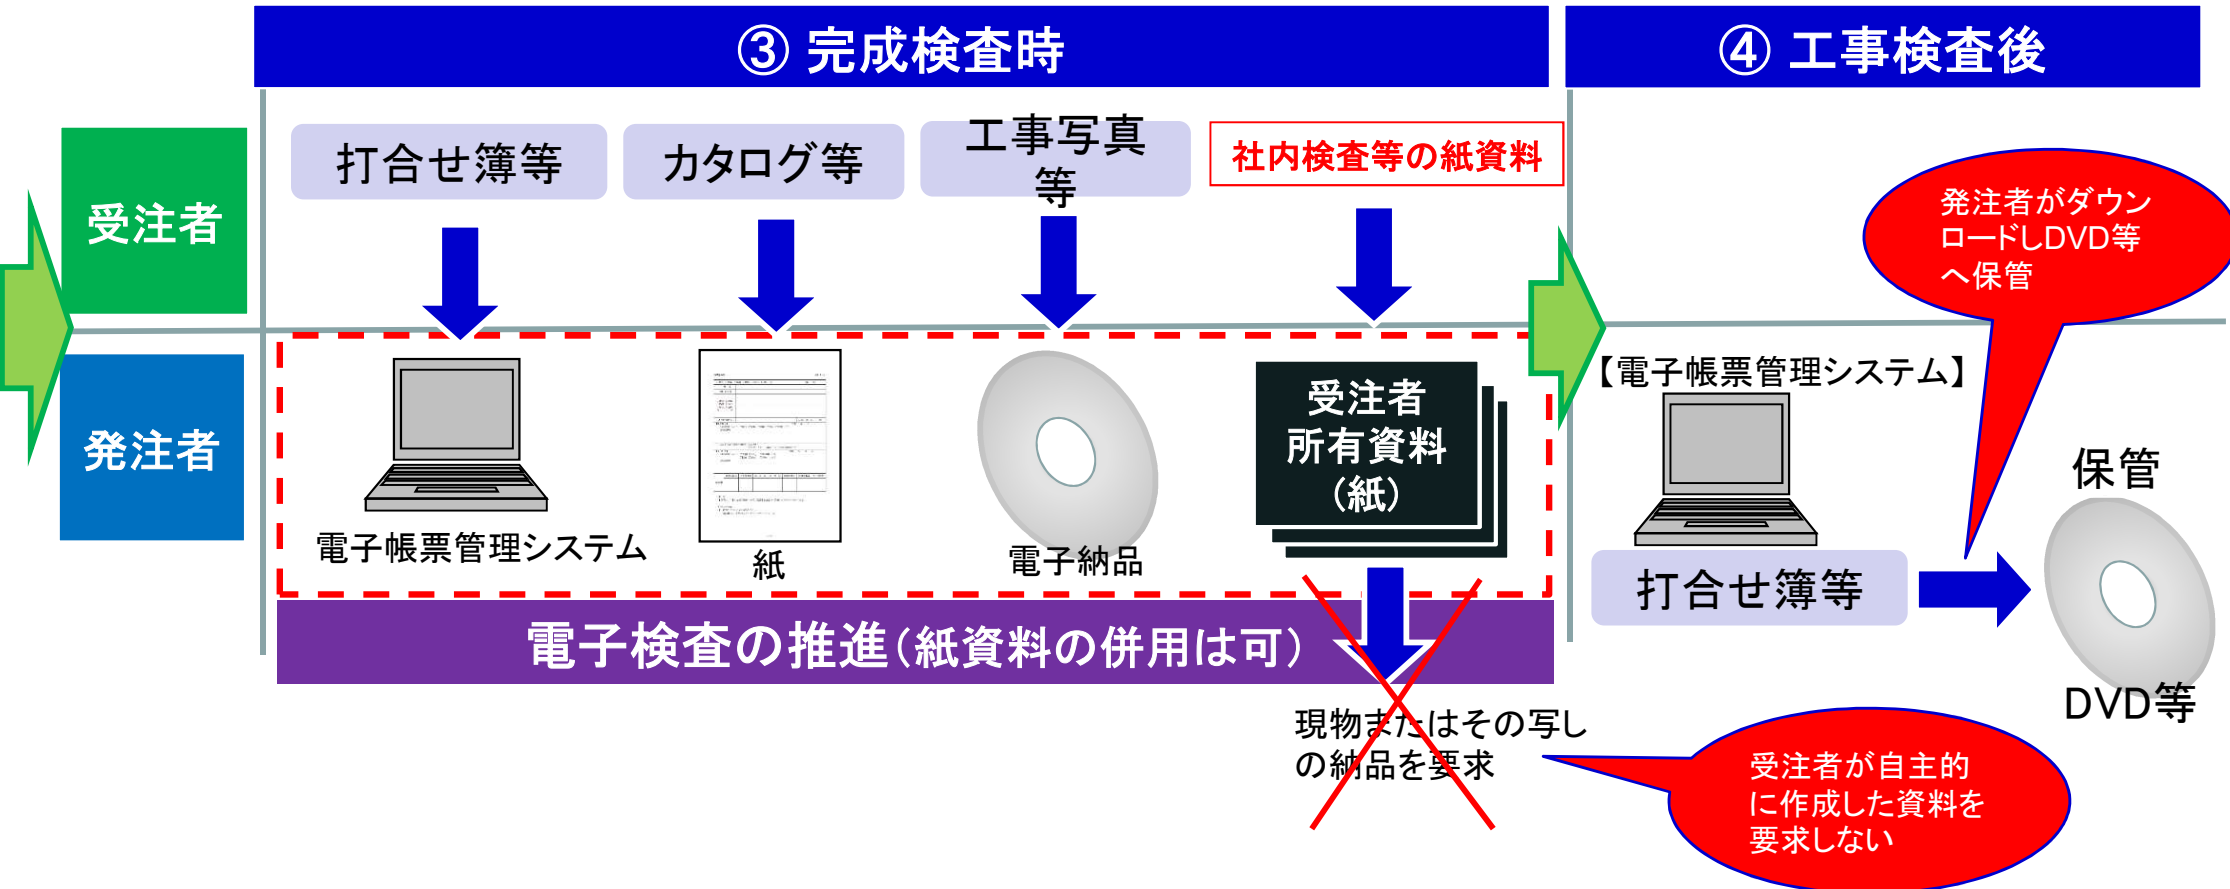 ③ 完成検査時
④ 工事検査後
受注者
打合せ簿等
カタログ等
工事写真
等
社内検査等の紙資料
発注者がダウン
ロードしDVD等
へ保管
発注者
電子帳票管理システム
紙
電子納品
受注者
所有資料
(紙)
【電子帳票管理システム】
打合せ簿等
保管
DVD等
電子検査の推進(紙資料の併用は可)
現物またはその写し
の納品を要求
受注者が自主的
に作成した資料を
要求しない